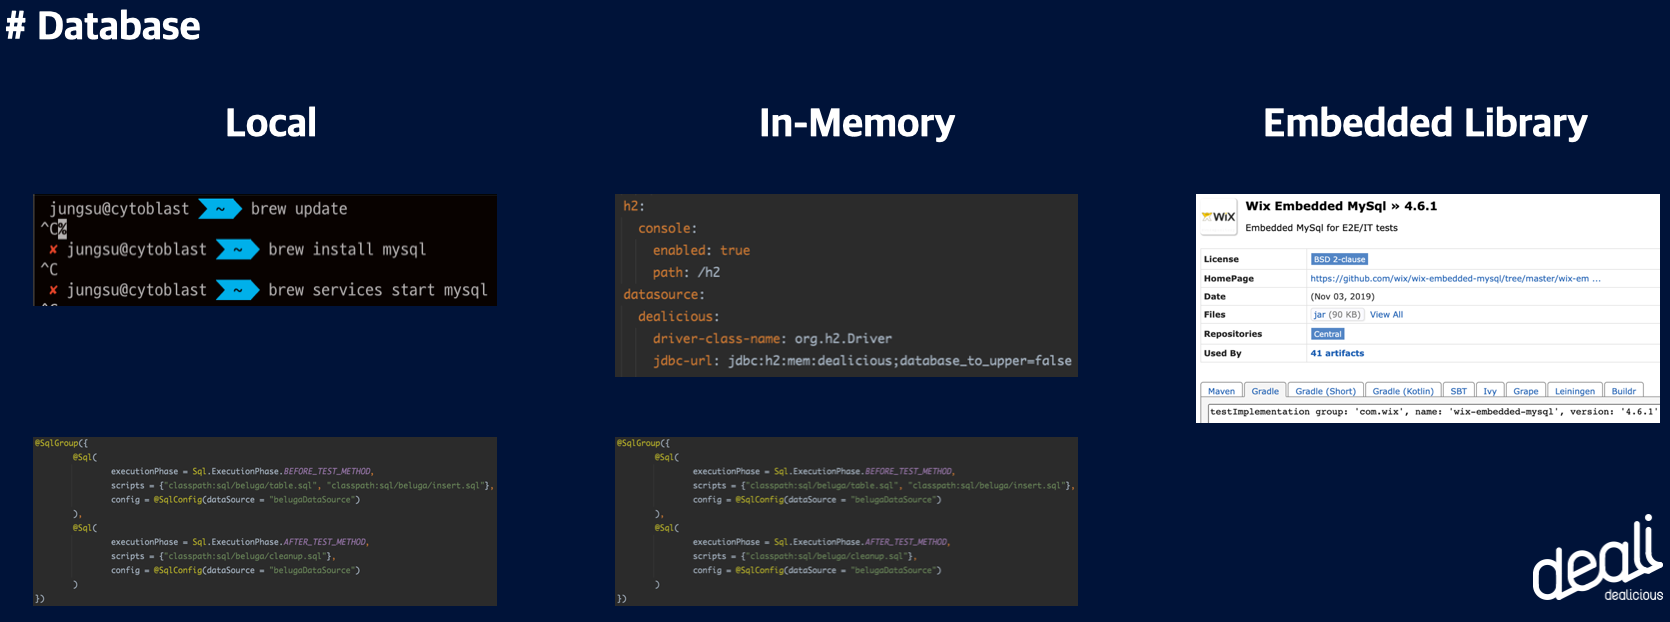 # Database
Local
In-Memory
Embedded Library
jungsu@cytoblast ~ brew update
^C%
✘ jungsu@cytoblast ~ brew install mysql
^C
✘ jungsu@cytoblast ~ brew services start mysql
h2:
console:
enabled: true
path: /h2
datasource:
dealicious:
driver-class-name: org.h2.Driver
jdbc-url: jdbc:h2:mem:dealicious;database_to_upper=false
WiX
Wix Embedded MySql » 4.6.1
Embedded MySql for E2E/IT tests
License BSD 2-clause
HomePage https://github.com/wix/wix-embedded-mysql/tree/master/wix-em ...
Date (Nov 03, 2019)
Files jar (90 KB) View All
Repositories Central
Used By 41 artifacts
Maven Gradle Gradle (Short) Gradle (Kotlin) SBT Ivy Grape Leiningen Buildr
testImplementation group: 'com.wix', name: 'wix-embedded-mysql', version: '4.6.1'
@SqlGroup({
@Sql(
executionPhase = Sql.ExecutionPhase.BEFORE_TEST_METHOD,
scripts = {"classpath:sql/beluga/table.sql", "classpath:sql/beluga/insert.sql"},
config = @SqlConfig(dataSource = "belugaDataSource")
),
@Sql(
executionPhase = Sql.ExecutionPhase.AFTER_TEST_METHOD,
scripts = {"classpath:sql/beluga/cleanup.sql"},
config = @SqlConfig(dataSource = "belugaDataSource")
)
})
@SqlGroup({
@Sql(
executionPhase = Sql.ExecutionPhase.BEFORE_TEST_METHOD,
scripts = {"classpath:sql/beluga/table.sql", "classpath:sql/beluga/insert.sql"},
config = @SqlConfig(dataSource = "belugaDataSource")
),
@Sql(
executionPhase = Sql.ExecutionPhase.AFTER_TEST_METHOD,
scripts = {"classpath:sql/beluga/cleanup.sql"},
config = @SqlConfig(dataSource = "belugaDataSource")
)
})
deali
dealicious